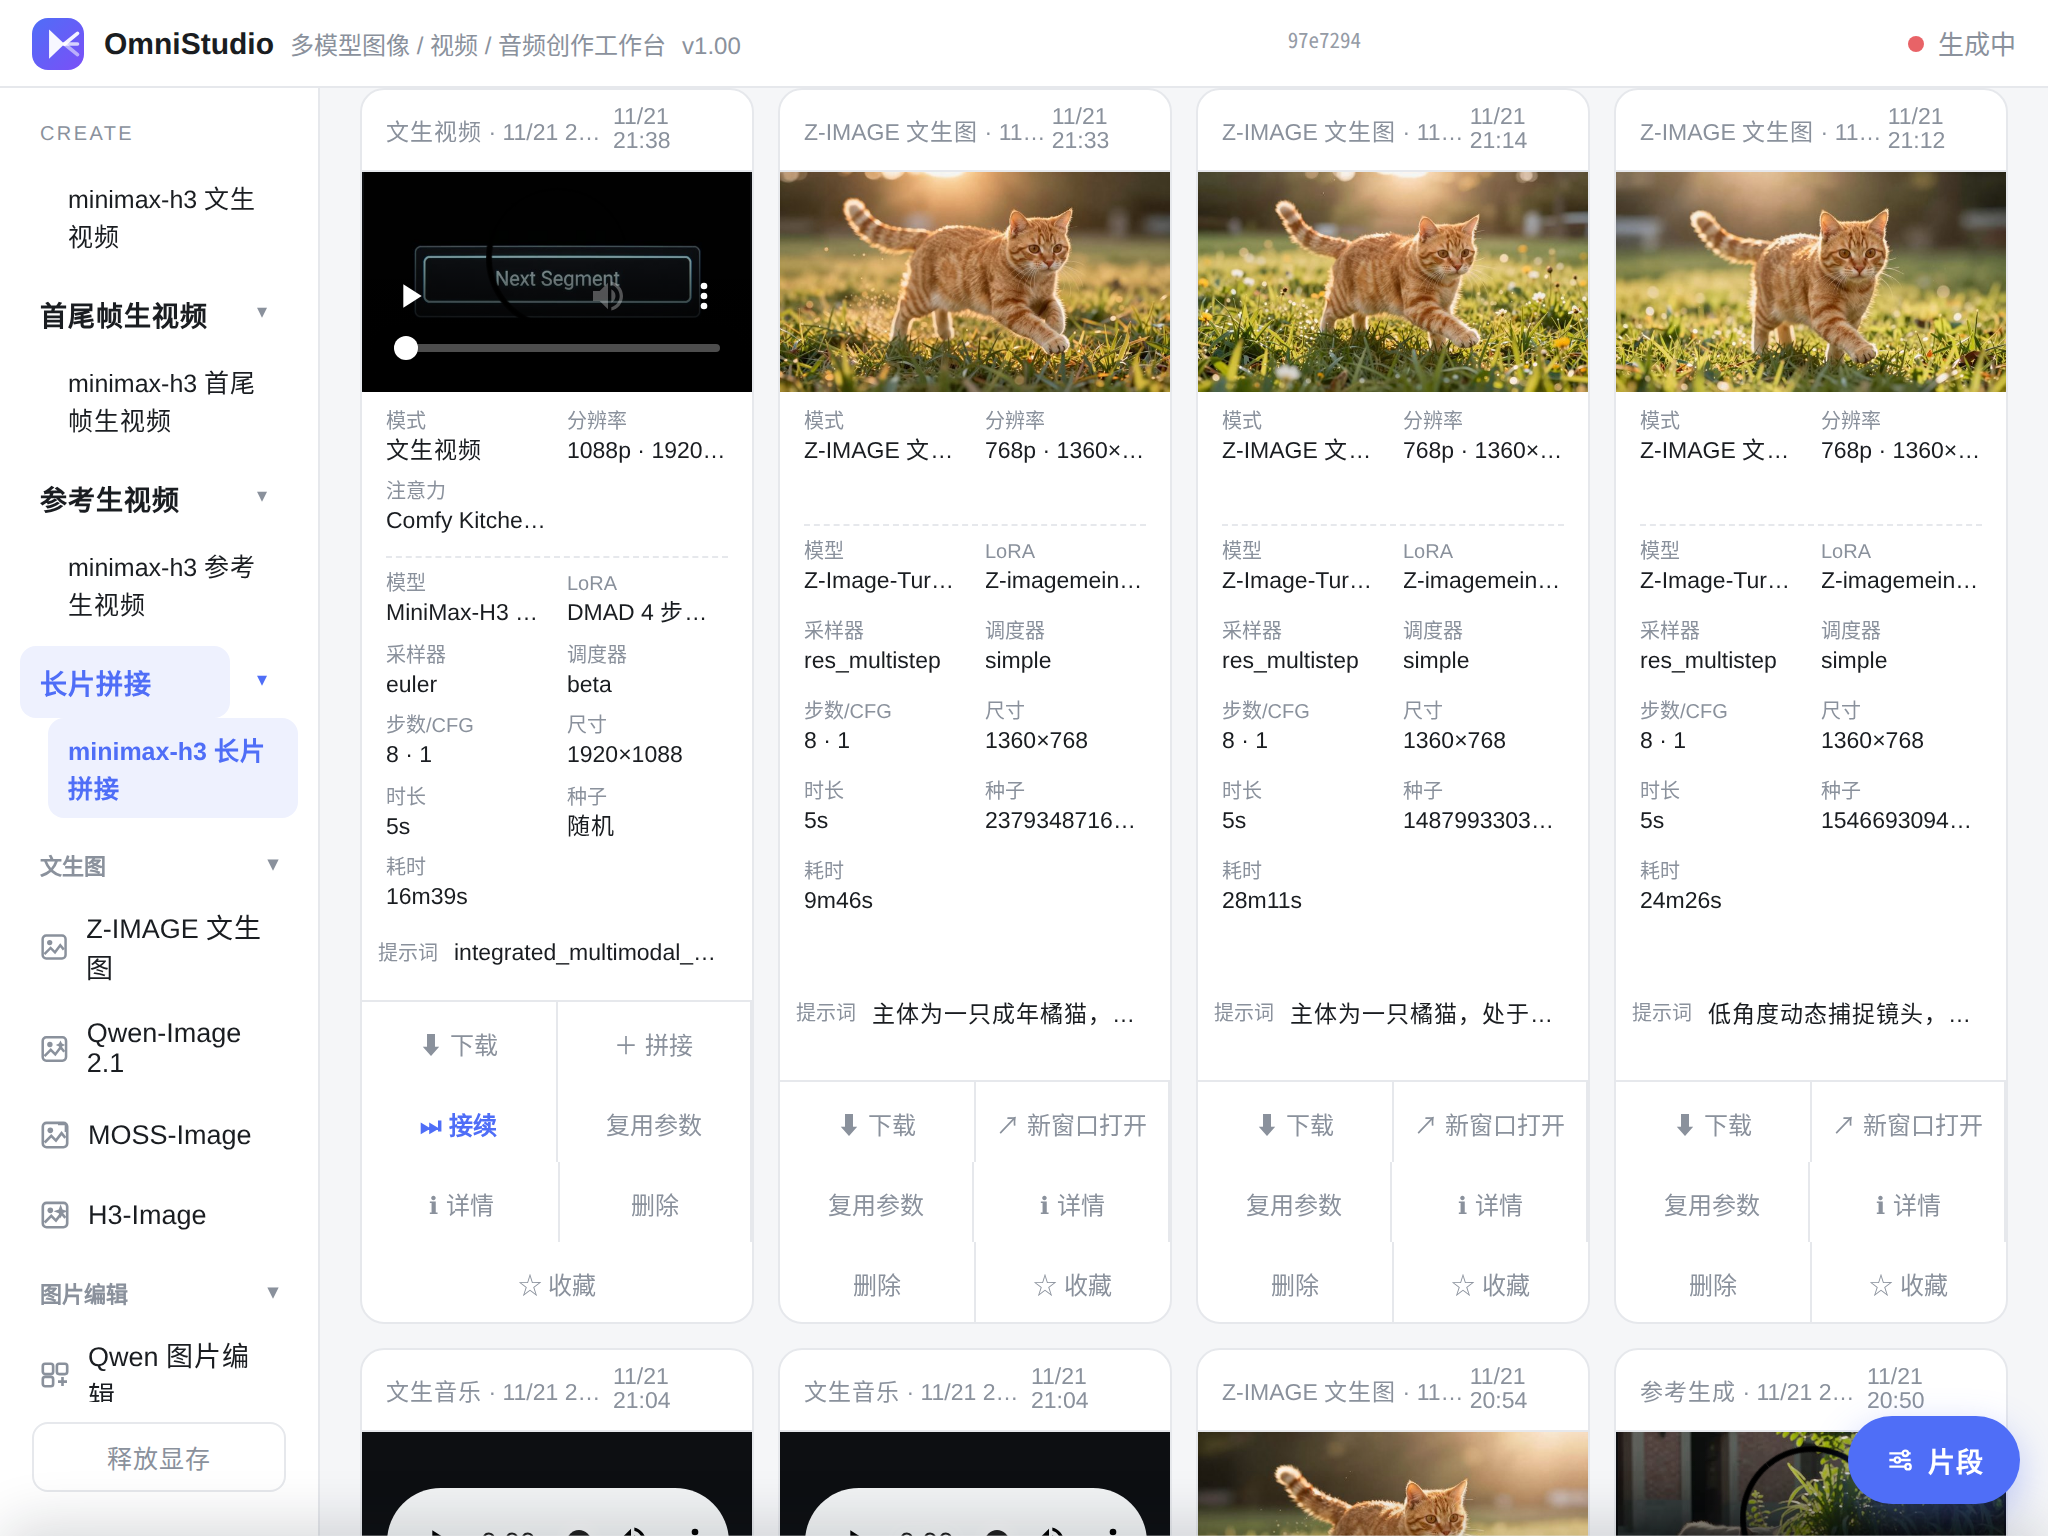 OmniStudio 多模型图像 / 视频 / 音频创作工作台 v1.00
97e7294
生成中
CREATE
minimax-h3 文生
视频
首尾帧生视频 ▼
minimax-h3 首尾
帧生视频
参考生视频 ▼
minimax-h3 参考
生视频
长片拼接 ▼
minimax-h3 长片
拼接
文生图 ▼
Z-IMAGE 文生
图
Qwen-Image
2.1
MOSS-Image
H3-Image
图片编辑 ▼
Qwen 图片编
辑
释放显存
文生视频 · 11/21 2…
11/21
21:38
Next Segment
模式
文生视频
分辨率
1088p · 1920…
注意力
Comfy Kitche…
模型
MiniMax-H3 …
LoRA
DMAD 4 步…
采样器
euler
调度器
beta
步数/CFG
8 · 1
尺寸
1920×1088
时长
5s
种子
随机
耗时
16m39s
提示词 integrated_multimodal_…
⬇ 下载
＋ 拼接
⏭ 接续
复用参数
ℹ 详情
删除
☆ 收藏
Z-IMAGE 文生图 · 11…
11/21
21:33
模式
Z-IMAGE 文…
分辨率
768p · 1360×…
模型
Z-Image-Tur…
LoRA
Z-imagemein…
采样器
res_multistep
调度器
simple
步数/CFG
8 · 1
尺寸
1360×768
时长
5s
种子
2379348716…
耗时
9m46s
提示词 主体为一只成年橘猫，…
⬇ 下载
↗ 新窗口打开
复用参数
ℹ 详情
删除
☆ 收藏
Z-IMAGE 文生图 · 11…
11/21
21:14
模式
Z-IMAGE 文…
分辨率
768p · 1360×…
模型
Z-Image-Tur…
LoRA
Z-imagemein…
采样器
res_multistep
调度器
simple
步数/CFG
8 · 1
尺寸
1360×768
时长
5s
种子
1487993303…
耗时
28m11s
提示词 主体为一只橘猫，处于…
⬇ 下载
↗ 新窗口打开
复用参数
ℹ 详情
删除
☆ 收藏
Z-IMAGE 文生图 · 11…
11/21
21:12
模式
Z-IMAGE 文…
分辨率
768p · 1360×…
模型
Z-Image-Tur…
LoRA
Z-imagemein…
采样器
res_multistep
调度器
simple
步数/CFG
8 · 1
尺寸
1360×768
时长
5s
种子
1546693094…
耗时
24m26s
提示词 低角度动态捕捉镜头，…
⬇ 下载
↗ 新窗口打开
复用参数
ℹ 详情
删除
☆ 收藏
文生音乐 · 11/21 2…
11/21
21:04
文生音乐 · 11/21 2…
11/21
21:04
Z-IMAGE 文生图 · 11…
11/21
20:54
参考生成 · 11/21 2…
11/21
20:50
片段